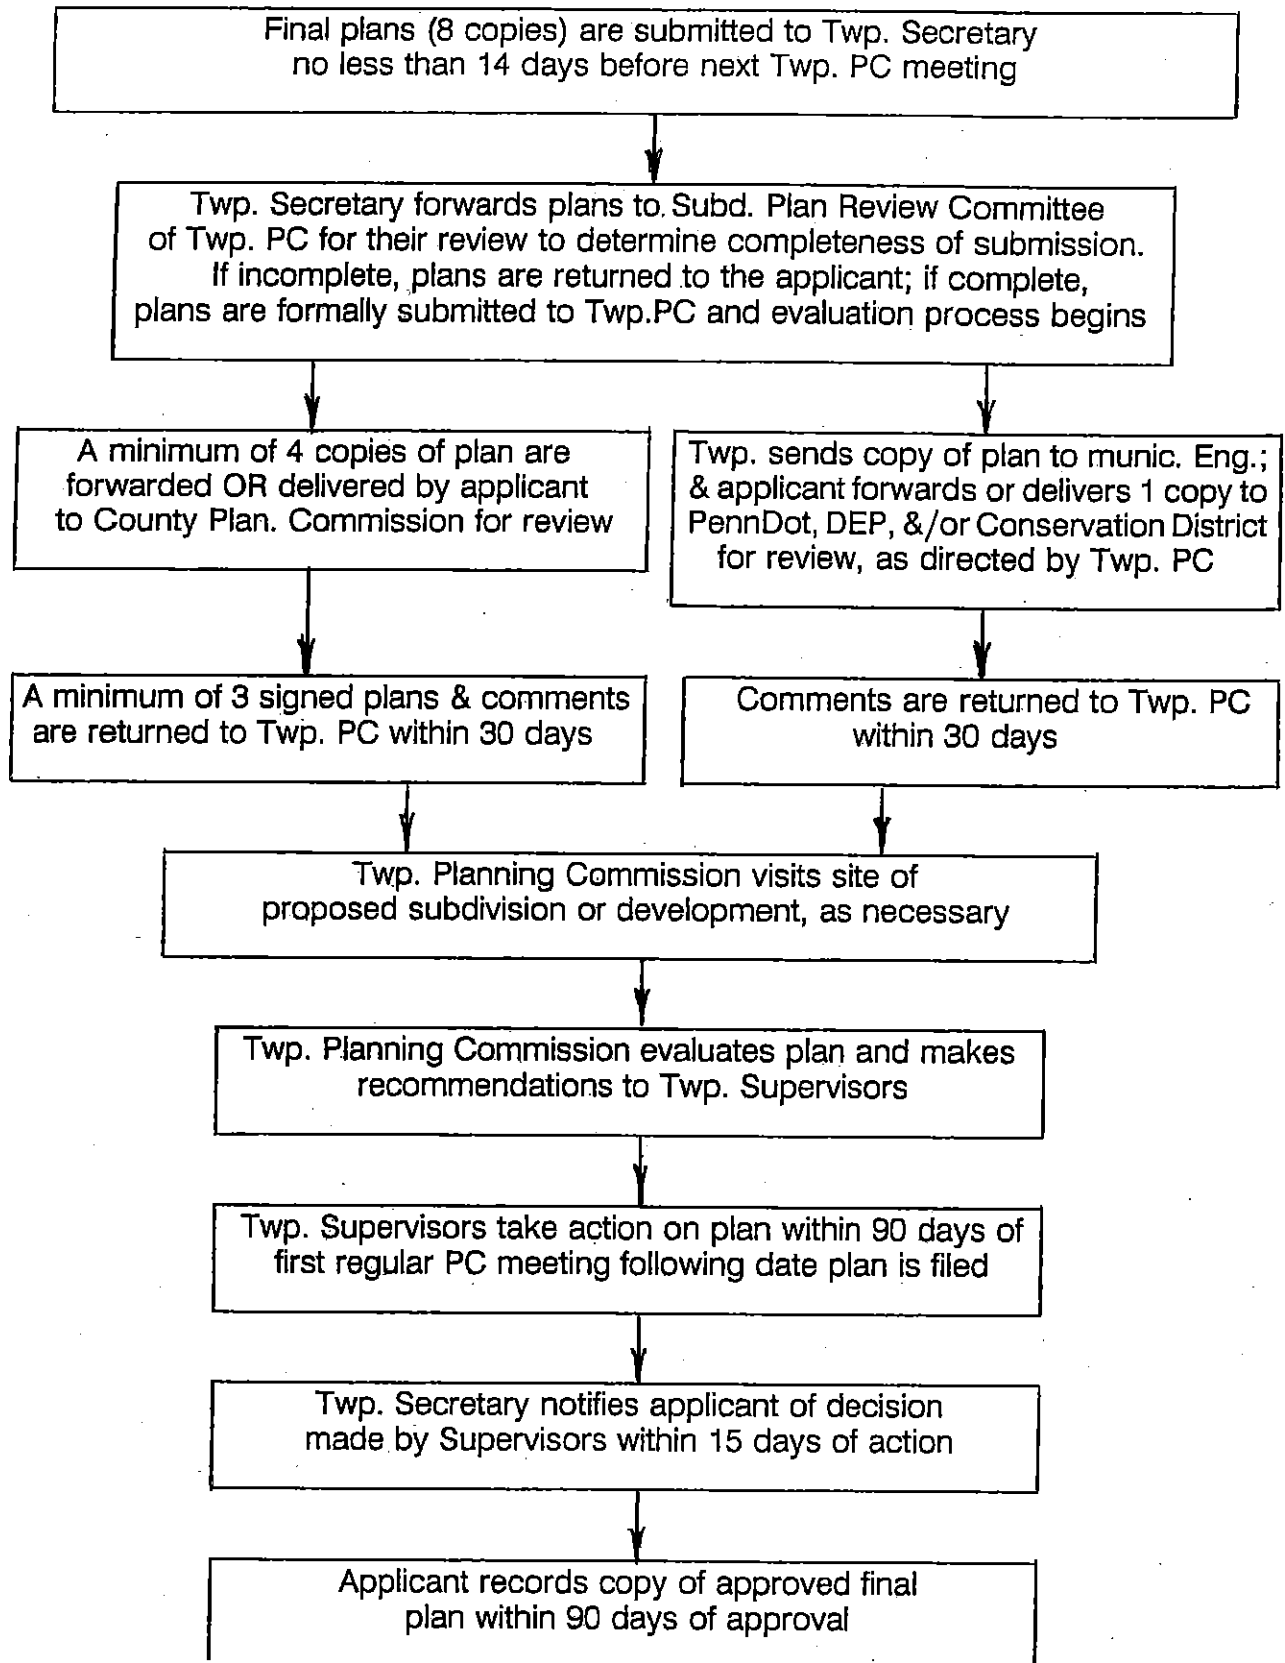 Final plans (8 copies) are submitted to Twp. Secretary
no less than 14 days before next Twp. PC meeting
Twp. Secretary forwards plans to Subd. Plan Review Committee
of Twp. PC for their review to determine completeness of submission.
If incomplete, plans are returned to the applicant; if complete,
plans are formally submitted to Twp.PC and evaluation process begins
A minimum of 4 copies of plan are
forwarded OR delivered by applicant
to County Plan. Commission for review
Twp. sends copy of plan to munic. Eng.;
& applicant forwards or delivers 1 copy to
PennDot, DEP, &/or Conservation District
for review, as directed by Twp. PC
A minimum of 3 signed plans & comments
are returned to Twp. PC within 30 days
Comments are returned to Twp. PC
within 30 days
Twp. Planning Commission visits site of
proposed subdivision or development, as necessary
Twp. Planning Commission evaluates plan and makes
recommendations to Twp. Supervisors
Twp. Supervisors take action on plan within 90 days of
first regular PC meeting following date plan is filed
Twp. Secretary notifies applicant of decision
made by Supervisors within 15 days of action
Applicant records copy of approved final
plan within 90 days of approval